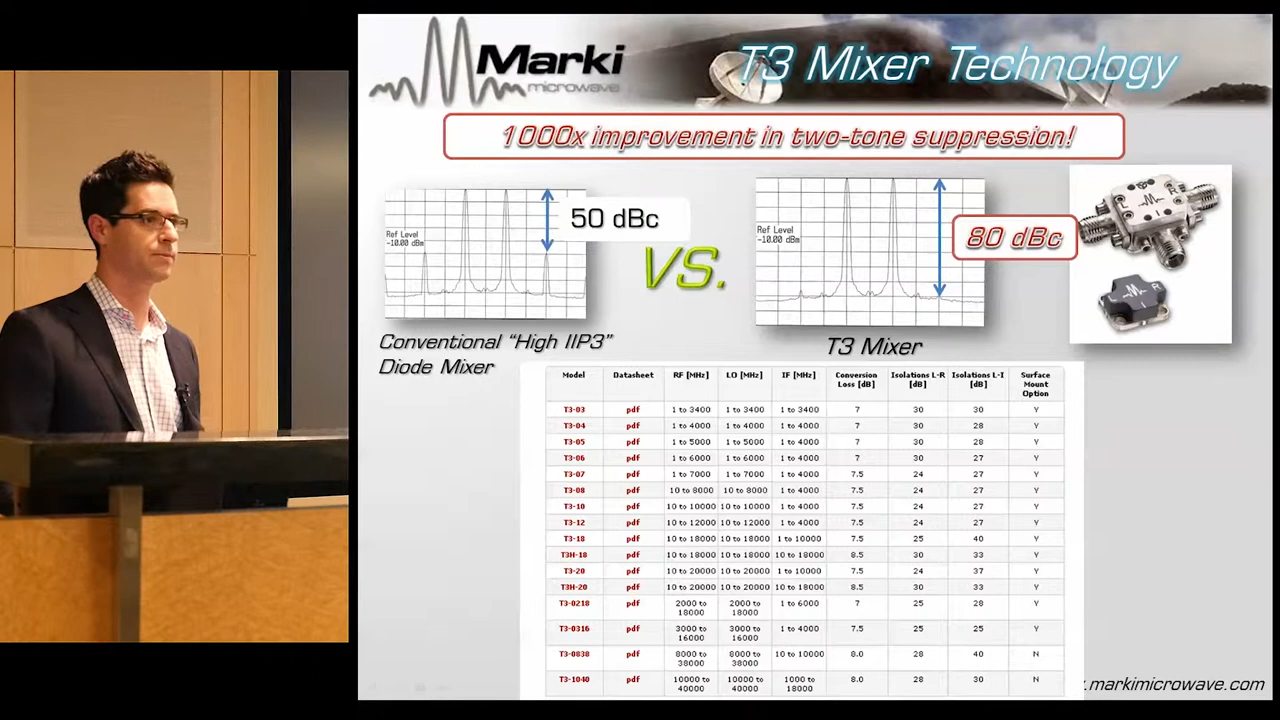 Marki
microwave
T3 Mixer Technology
1000x improvement in two-tone suppression!
Ref Level
-10.00 dBm
50 dBc
VS.
Ref Level
-10.00 dBm
80 dBc
L R I
L R I
Conventional “High IIP3”
Diode Mixer
T3 Mixer
Model Datasheet RF [MHz] LO [MHz] IF [MHz] Conversion Loss [dB] Isolations L-R [dB] Isolations L-I [dB] Surface Mount Option
T3-03 pdf 1 to 3400 1 to 3400 1 to 3400 7 30 30 Y
T3-04 pdf 1 to 4000 1 to 4000 1 to 4000 7 30 28 Y
T3-05 pdf 1 to 5000 1 to 5000 1 to 4000 7 30 28 Y
T3-06 pdf 1 to 6000 1 to 6000 1 to 4000 7 30 27 Y
T3-07 pdf 1 to 7000 1 to 7000 1 to 4000 7.5 24 27 Y
T3-08 pdf 10 to 8000 10 to 8000 1 to 4000 7.5 24 27 Y
T3-10 pdf 10 to 10000 10 to 10000 1 to 4000 7.5 24 27 Y
T3-12 pdf 10 to 12000 10 to 12000 1 to 4000 7.5 24 27 Y
T3-18 pdf 10 to 18000 10 to 18000 1 to 10000 7.5 25 40 Y
T3H-18 pdf 10 to 18000 10 to 18000 10 to 18000 8.5 30 33 Y
T3-20 pdf 10 to 20000 10 to 20000 1 to 10000 7.5 24 37 Y
T3H-20 pdf 10 to 20000 10 to 20000 10 to 18000 8.5 30 33 Y
T3-0218 pdf 2000 to 18000 2000 to 18000 1 to 6000 7 25 28 Y
T3-0316 pdf 3000 to 16000 3000 to 16000 1 to 4000 7.5 25 25 Y
T3-0838 pdf 8000 to 38000 8000 to 38000 10 to 10000 8.0 28 40 N
T3-1040 pdf 10000 to 40000 10000 to 40000 1000 to 18000 8.0 28 30 N
.markimicrowave.com